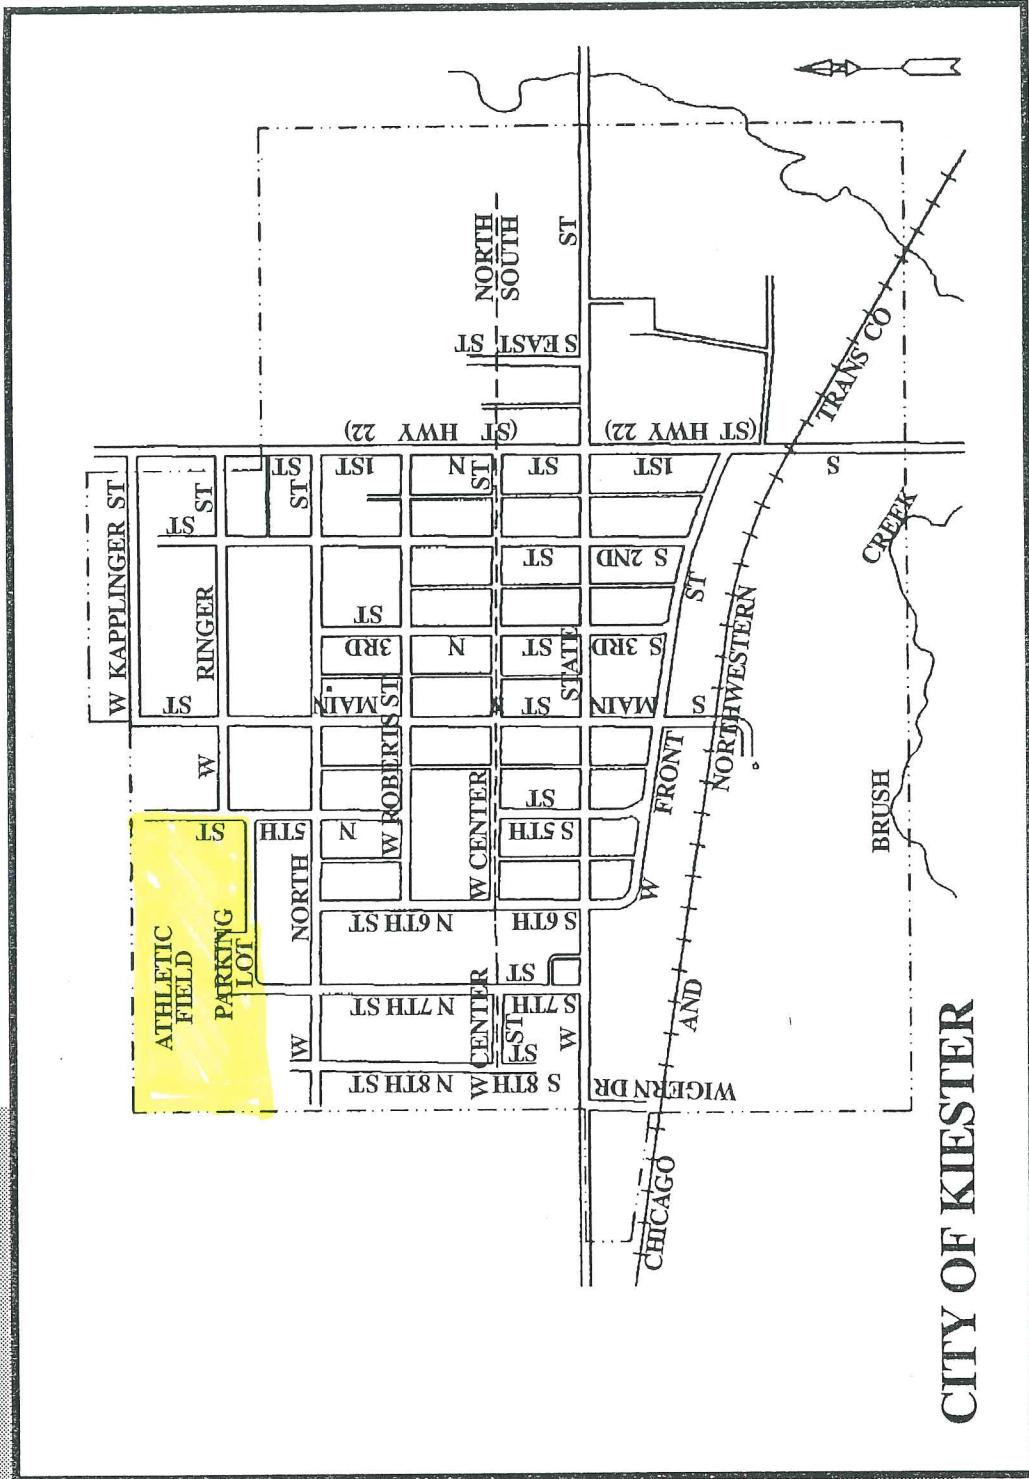 W KAPPLINGER ST
ATHLETIC
FIELD
PARKING
LOT
ST
ST
ST
W RINGER ST
5TH
ST
W NORTH ST
N 8TH ST
N 7TH ST
N 6TH ST
N
MAIN
3RD
ST
1ST
(ST HWY 22)
W ROBERTS ST
N
N
N
W CENTER
ST
W CENTER
ST
NORTH
SOUTH
S 8TH
ST
S 7TH
ST
S 6TH
S 5TH
ST
S MAIN
ST
S 3RD
ST
S 2ND
ST
S 1ST
ST
S EAST ST
(ST HWY 22)
W STATE ST
WIGERN DR
W FRONT ST
CHICAGO AND NORTHWESTERN TRANS CO
BRUSH CREEK
N
CITY OF KIESTER